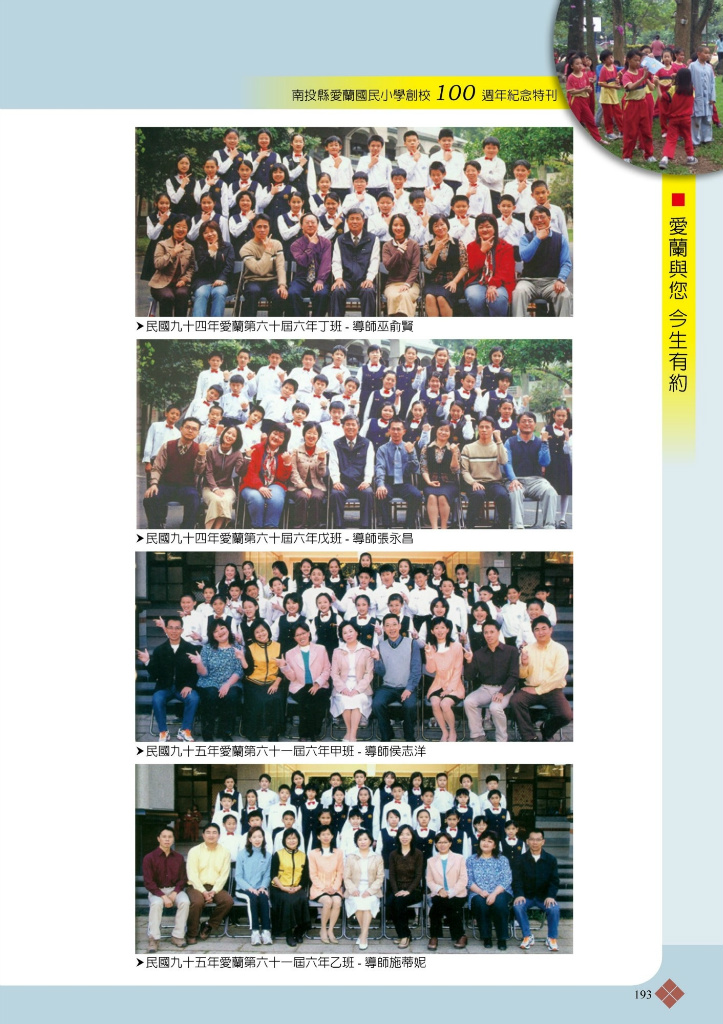 南投縣愛蘭國民小學創校 100 週年紀念特刊
■ 愛蘭與您 今生有約
➤民國九十四年愛蘭第六十屆六年丁班 - 導師巫俞賢
➤民國九十四年愛蘭第六十屆六年戊班 - 導師張永昌
➤民國九十五年愛蘭第六十一屆六年甲班 - 導師侯志洋
➤民國九十五年愛蘭第六十一屆六年乙班 - 導師施蒂妮
193